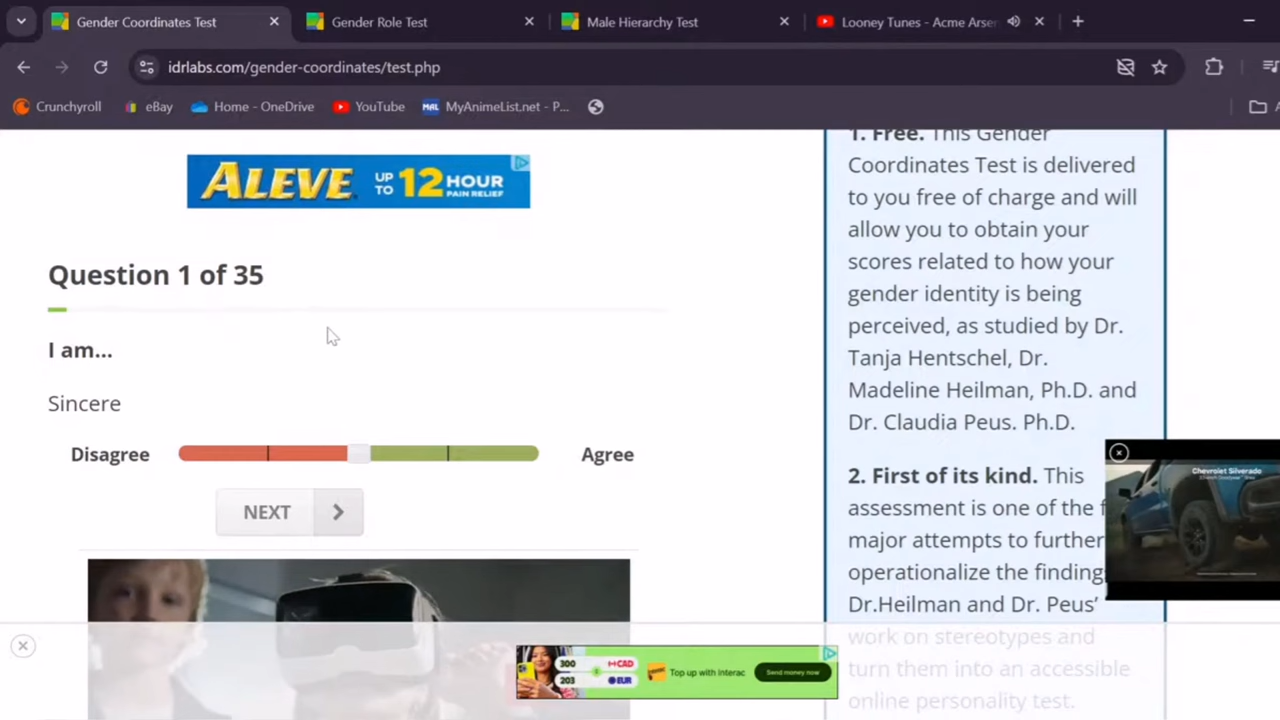 Gender Coordinates Test
Gender Role Test
Male Hierarchy Test
Looney Tunes - Acme Arsen
idrlabs.com/gender-coordinates/test.php
Crunchyroll
eBay
Home - OneDrive
YouTube
MAL
MyAnimeList.net - P...
ALEVE UP TO 12 HOUR PAIN RELIEF
Question 1 of 35
I am...
Sincere
Disagree
Agree
NEXT
1. Free. This Gender
Coordinates Test is delivered
to you free of charge and will
allow you to obtain your
scores related to how your
gender identity is being
perceived, as studied by Dr.
Tanja Hentschel, Dr.
Madeline Heilman, Ph.D. and
Dr. Claudia Peus. Ph.D.
2. First of its kind. This
assessment is one of the f
major attempts to further
operationalize the finding
Dr.Heilman and Dr. Peus'
work on stereotypes and
turn them into an accessible
online personality test.
Chevrolet Silverado
300
CAD
203
EUR
Top up with Interac
Send money now